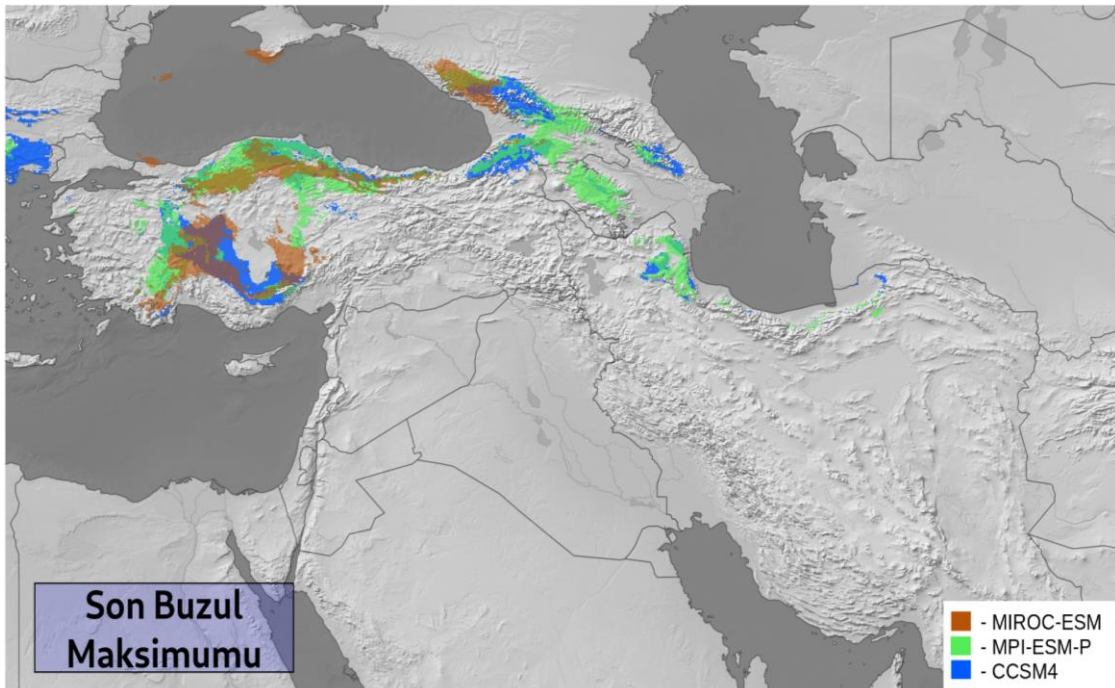 Son Buzul
Maksimumu
- MIROC-ESM
- MPI-ESM-P
- CCSM4